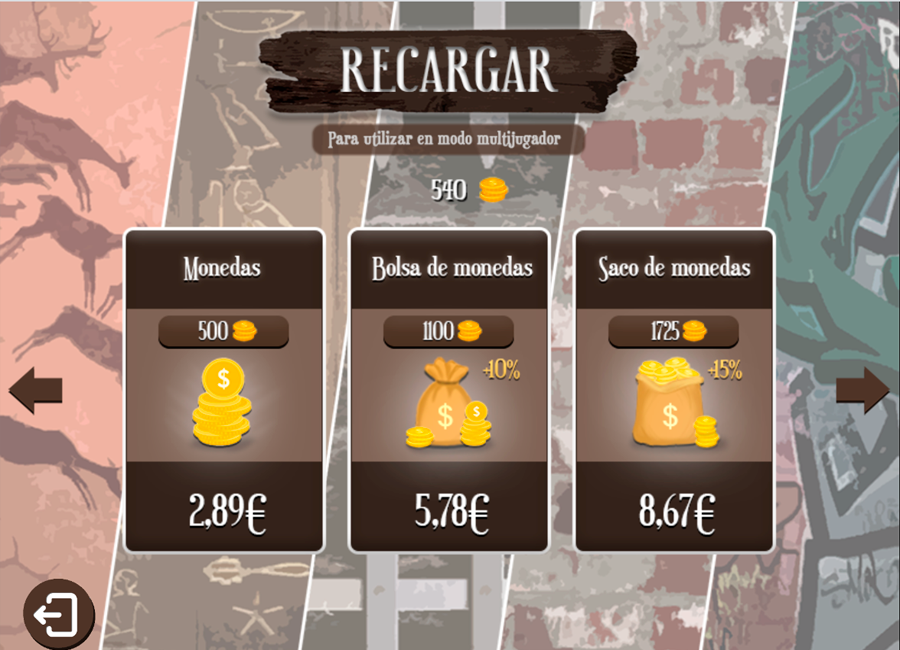 RECARGAR
Para utilizar en modo multijugador
540
Monedas
500
$
2,89€
Bolsa de monedas
1100
+10%
$
$
5,78€
Saco de monedas
1725
+15%
$
8,67€